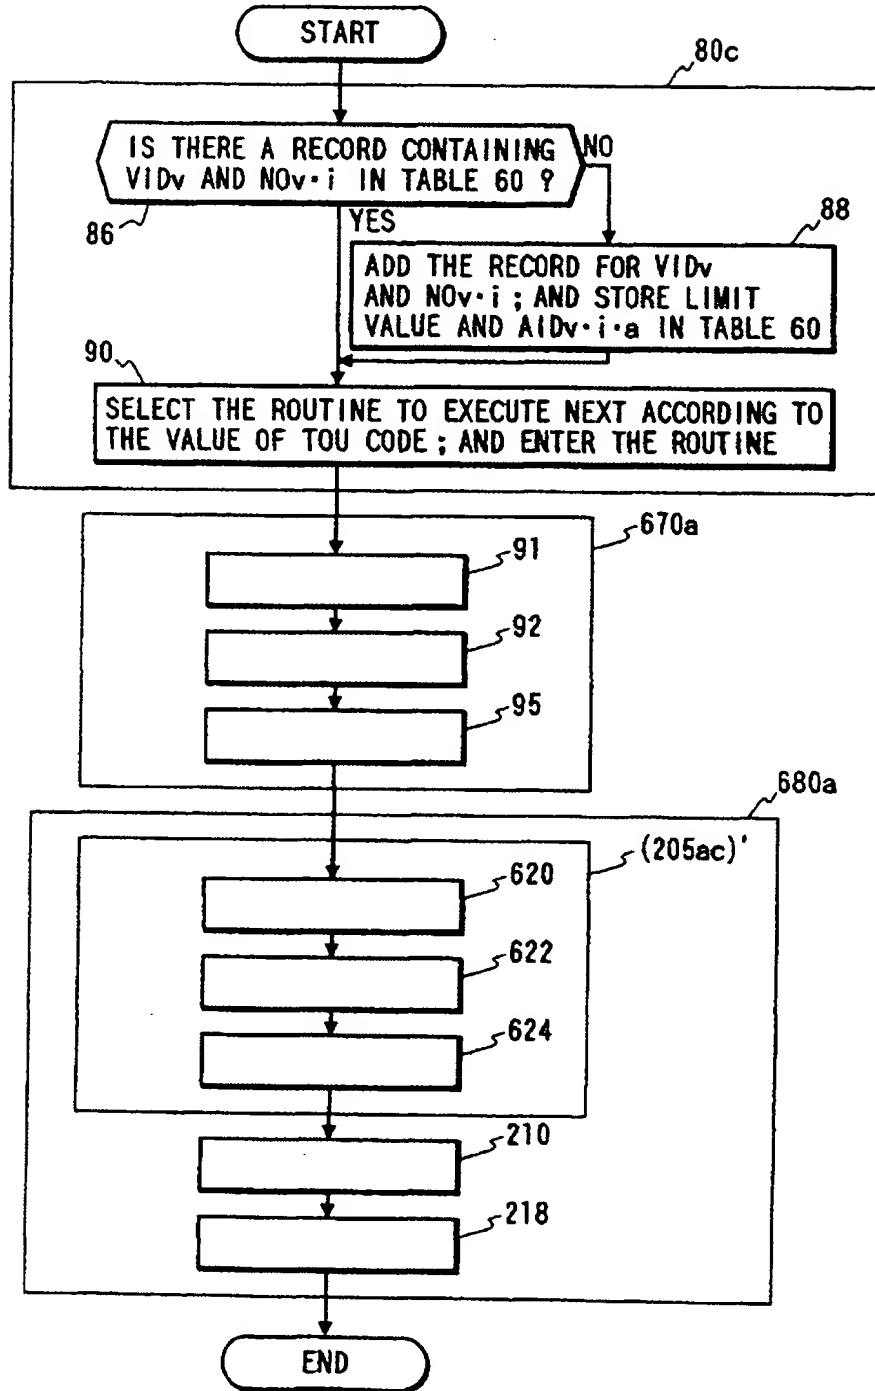 START
80c
IS THERE A RECORD CONTAINING
VIDv AND NOv·i IN TABLE 60 ?
NO
86
YES
88
ADD THE RECORD FOR VIDv
AND NOv·i ; AND STORE LIMIT
VALUE AND AIDv·i·a IN TABLE 60
90
SELECT THE ROUTINE TO EXECUTE NEXT ACCORDING TO
THE VALUE OF TOU CODE ; AND ENTER THE ROUTINE
670a
91
92
95
680a
(205ac)'
620
622
624
210
218
END